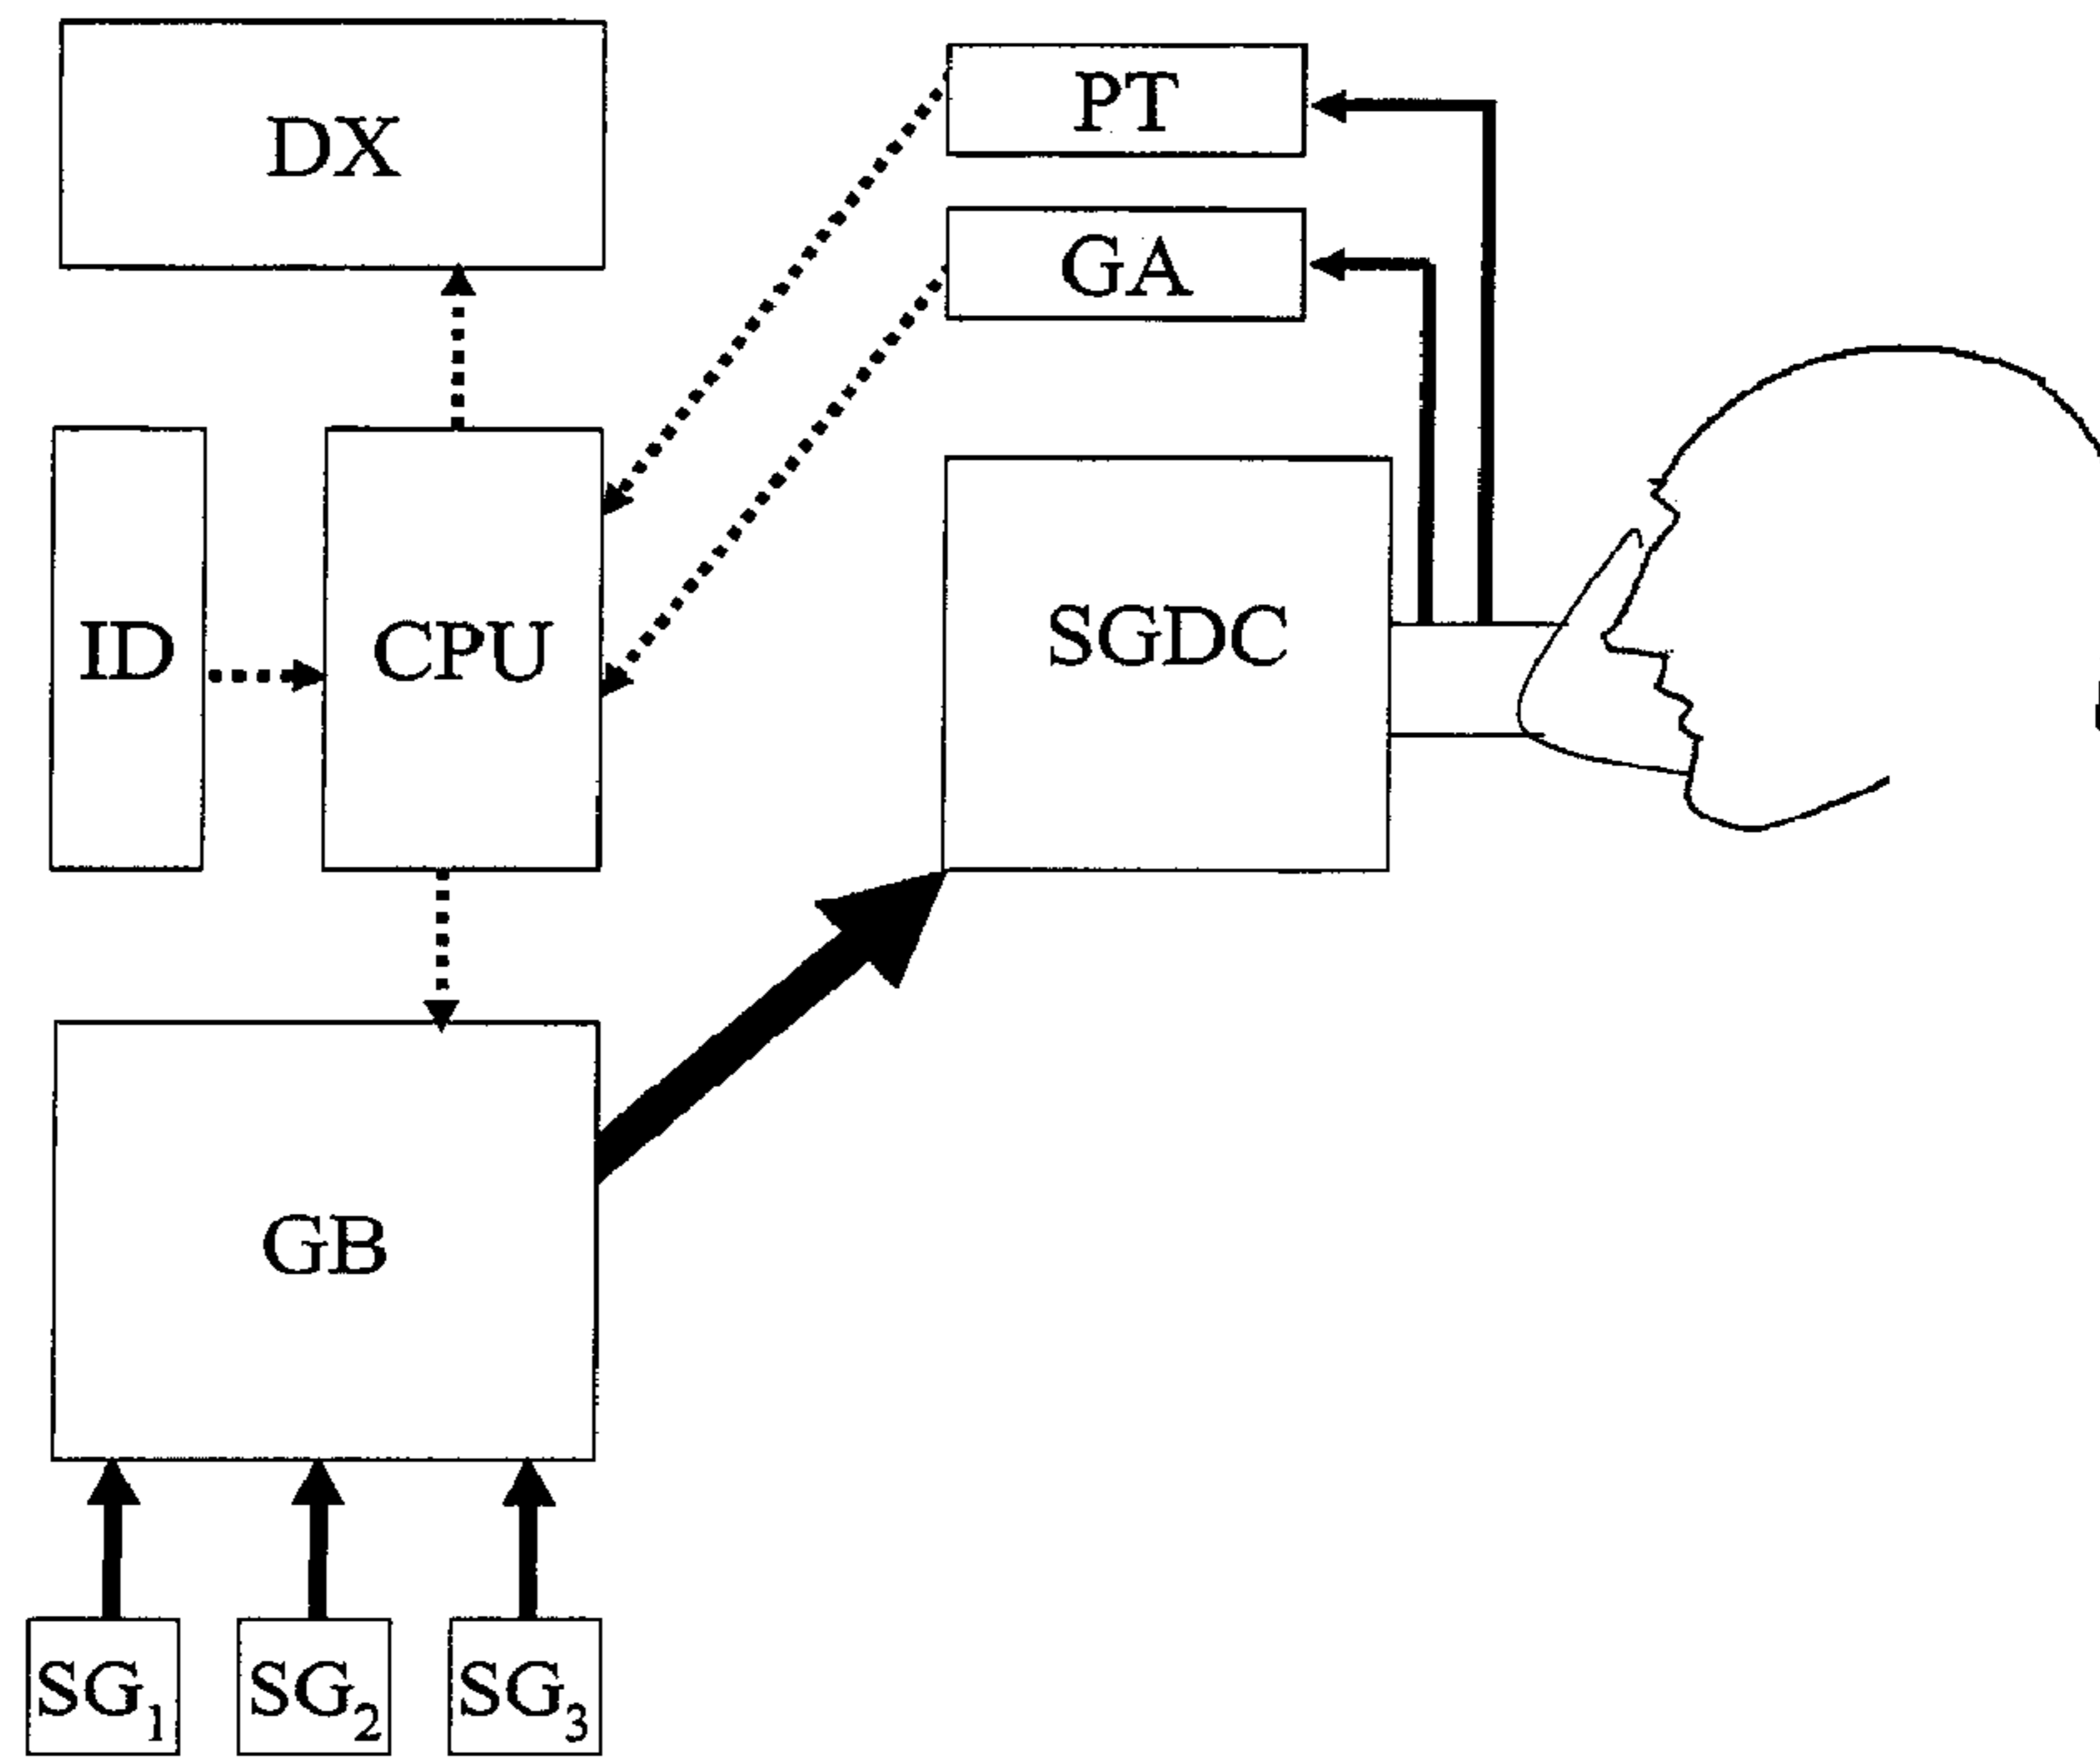 DX
PT
GA
ID
CPU
SGDC
GB
SG₁
SG₂
SG₃